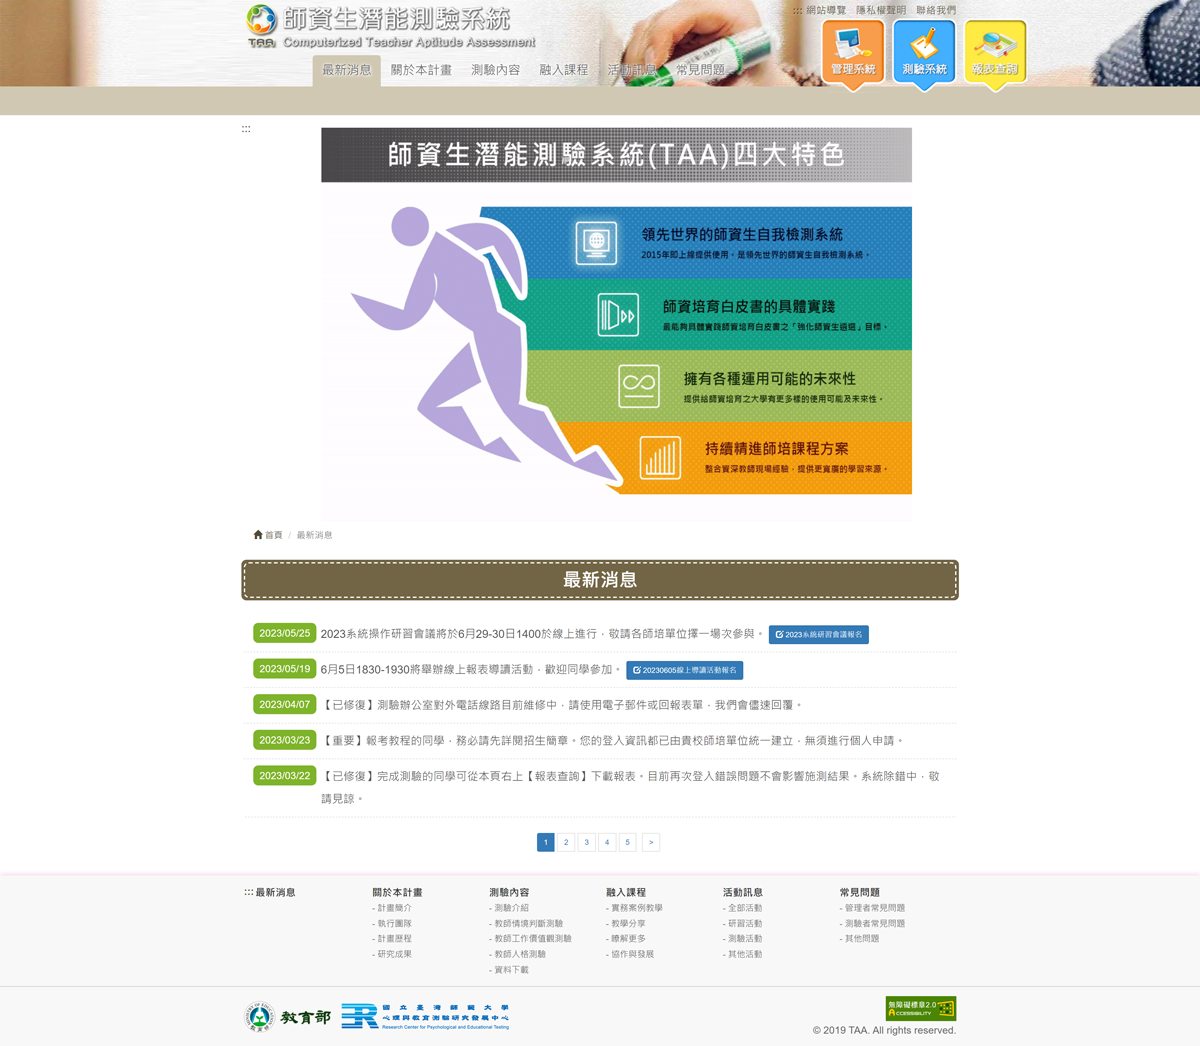 ::: 網站導覽 隱私權聲明 聯絡我們
師資生潛能測驗系統
TAA Computerized Teacher Aptitude Assessment
最新消息 關於本計畫 測驗內容 融入課程 活動訊息 常見問題
管理系統 測驗系統 報表查詢
:::
師資生潛能測驗系統(TAA)四大特色
領先世界的師資生自我檢測系統
2015年即上線提供使用、是領先世界的師資生自我檢測系統。
師資培育白皮書的具體實踐
最能夠具體實踐師資培育白皮書之「強化師資生遴選」目標。
擁有各種運用可能的未來性
提供給師資培育之大學有更多樣的使用可能及未來性。
持續精進師培課程方案
整合資深教師現場經驗，提供更寬廣的學習來源。
首頁 / 最新消息
最新消息
2023/05/25 2023系統操作研習會議將於6月29-30日1400於線上進行，敬請各師培單位擇一場次參與。 2023系統研習會議報名
2023/05/19 6月5日1830-1930將舉辦線上報表導讀活動，歡迎同學參加。 20230605線上導讀活動報名
2023/04/07 【已修復】測驗辦公室對外電話線路目前維修中，請使用電子郵件或回報表單，我們會儘速回覆。
2023/03/23 【重要】報考教程的同學，務必請先詳閱招生簡章。您的登入資訊都已由貴校師培單位統一建立，無須進行個人申請。
2023/03/22 【已修復】完成測驗的同學可從本頁右上【報表查詢】下載報表。目前再次登入錯誤問題不會影響施測結果。系統除錯中，敬
請見諒。
1 2 3 4 5 >
::: 最新消息
關於本計畫
- 計畫簡介
- 執行團隊
- 計畫歷程
- 研究成果
測驗內容
- 測驗介紹
- 教師情境判斷測驗
- 教師工作價值觀測驗
- 教師人格測驗
- 資料下載
融入課程
- 實務案例教學
- 教學分享
- 瞭解更多
- 協作與發展
活動訊息
- 全部活動
- 研習活動
- 測驗活動
- 其他活動
常見問題
- 管理者常見問題
- 測驗者常見問題
- 其他問題
教育部
國立臺灣師範大學
心理與教育測驗研究發展中心
Research Center for Psychological and Educational Testing
無障礙標章2.0
ACCESSIBILITY
© 2019 TAA. All rights reserved.